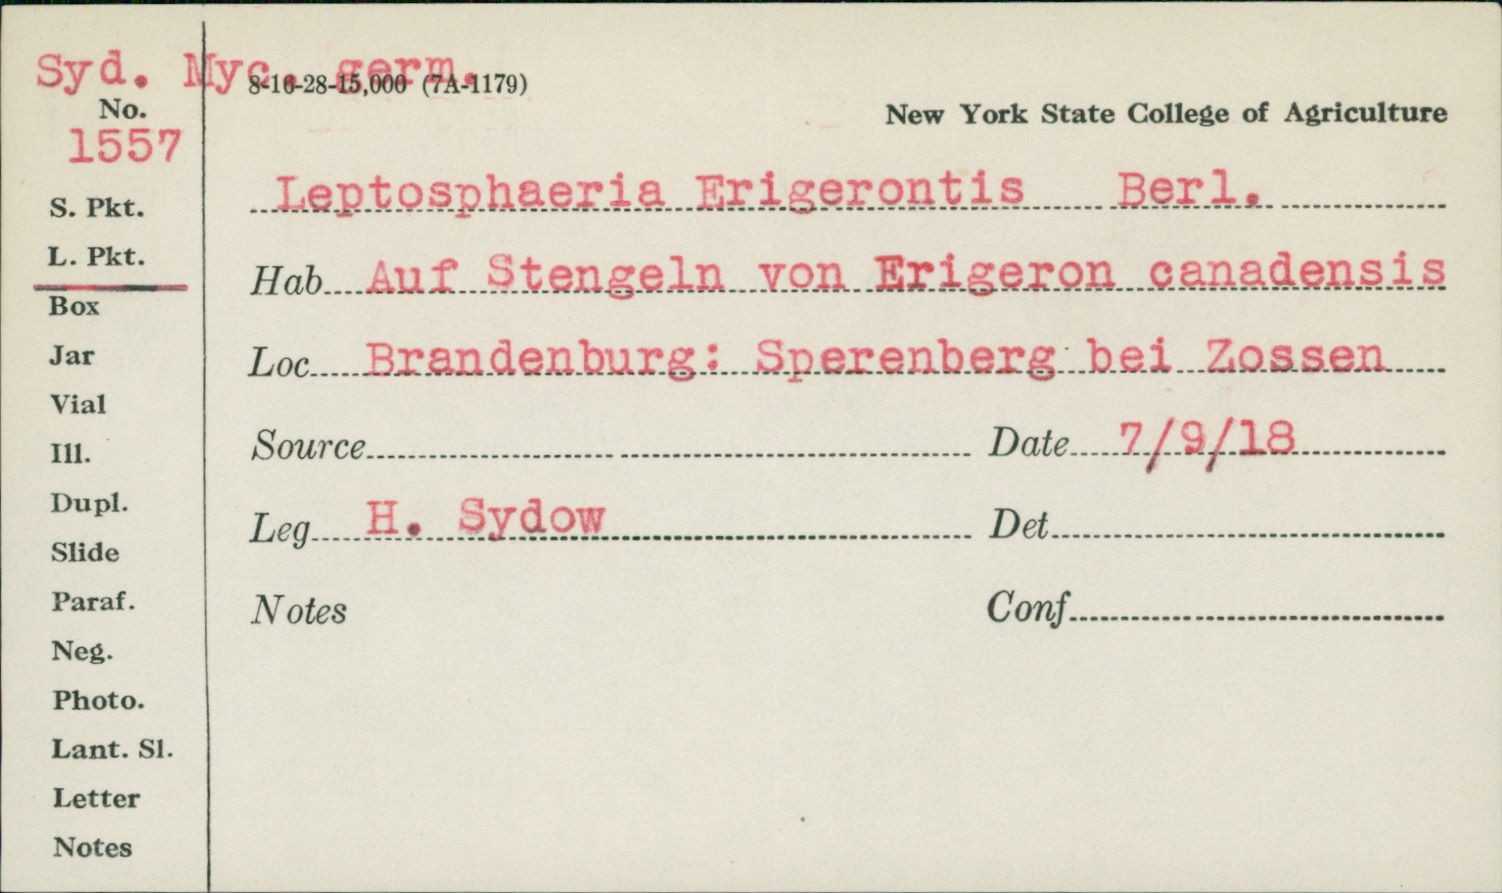 Syd. Myc. germ.
8-16-28-15,000 (7A-1179)
No.
1557
New York State College of Agriculture
S. Pkt.
Leptosphaeria Erigerontis Berl.
L. Pkt.
Hab Auf Stengeln von Erigeron canadensis
Box
Jar
Loc Brandenburg: Sperenberg bei Zossen
Vial
Ill.
Source Date 7/9/18
Dupl.
Leg H. Sydow Det
Slide
Paraf.
Notes Conf
Neg.
Photo.
Lant. Sl.
Letter
Notes